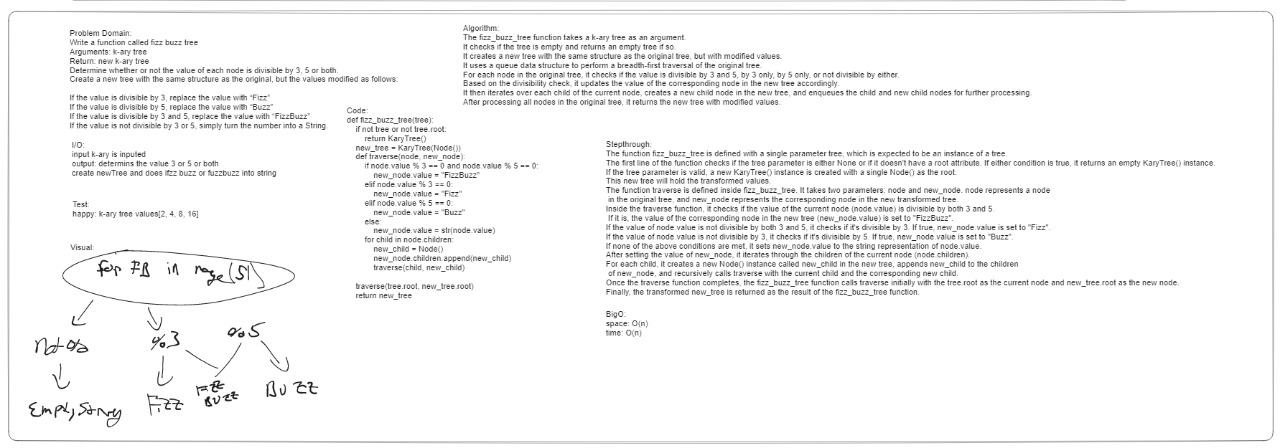 Problem Domain:
Write a function called fizz buzz tree
Arguments: k-ary tree
Return: new k-ary tree
Determine whether or not the value of each node is divisible by 3, 5 or both.
Create a new tree with the same structure as the original, but the values modified as follows:
If the value is divisible by 3, replace the value with "Fizz"
If the value is divisible by 5, replace the value with "Buzz"
If the value is divisible by 3 and 5, replace the value with "FizzBuzz"
If the value is not divisible by 3 or 5, simply turn the number into a String.
I/O:
input k-ary is inputed
output: determins the value 3 or 5 or both
create newTree and does ifzz buzz or fuzzbuzz into string
Test:
happy: k-ary tree values[2, 4, 8, 16]
Visual:
for FB in range(5)
not %
%3
%5
Empty String
Fizz
Fizz
Buzz
Buzz
Code:
def fizz_buzz_tree(tree):
if not tree or not tree.root:
return KaryTree()
new_tree = KaryTree(Node())
def traverse(node, new_node):
if node.value % 3 == 0 and node.value % 5 == 0:
new_node.value = "FizzBuzz"
elif node.value % 3 == 0:
new_node.value = "Fizz"
elif node.value % 5 == 0:
new_node.value = "Buzz"
else:
new_node.value = str(node.value)
for child in node.children:
new_child = Node()
new_node.children.append(new_child)
traverse(child, new_child)
traverse(tree.root, new_tree.root)
return new_tree
Algorithm:
The fizz_buzz_tree function takes a k-ary tree as an argument.
It checks if the tree is empty and returns an empty tree if so.
It creates a new tree with the same structure as the original tree, but with modified values.
It uses a queue data structure to perform a breadth-first traversal of the original tree.
For each node in the original tree, it checks if the value is divisible by 3 and 5, by 3 only, by 5 only, or not divisible by either.
Based on the divisibility check, it updates the value of the corresponding node in the new tree accordingly.
It then iterates over each child of the current node, creates a new child node in the new tree, and enqueues the child and new child nodes for further processing.
After processing all nodes in the original tree, it returns the new tree with modified values.
Stepthrough:
The function fizz_buzz_tree is defined with a single parameter tree, which is expected to be an instance of a tree.
The first line of the function checks if the tree parameter is either None or if it doesn't have a root attribute. If either condition is true, it returns an empty KaryTree() instance.
If the tree parameter is valid, a new KaryTree() instance is created with a single Node() as the root.
This new tree will hold the transformed values.
The function traverse is defined inside fizz_buzz_tree. It takes two parameters: node and new_node. node represents a node
in the original tree, and new_node represents the corresponding node in the new transformed tree.
Inside the traverse function, it checks if the value of the current node (node.value) is divisible by both 3 and 5.
If it is, the value of the corresponding node in the new tree (new_node.value) is set to "FizzBuzz".
If the value of node.value is not divisible by both 3 and 5, it checks if it's divisible by 3. If true, new_node.value is set to "Fizz".
If the value of node.value is not divisible by 3, it checks if it's divisible by 5. If true, new_node.value is set to "Buzz".
If none of the above conditions are met, it sets new_node.value to the string representation of node.value.
After setting the value of new_node, it iterates through the children of the current node (node.children).
For each child, it creates a new Node() instance called new_child in the new tree, appends new_child to the children
of new_node, and recursively calls traverse with the current child and the corresponding new child.
Once the traverse function completes, the fizz_buzz_tree function calls traverse initially with the tree.root as the current node and new_tree.root as the new node.
Finally, the transformed new_tree is returned as the result of the fizz_buzz_tree function.
BigO:
space: O(n)
time: O(n)